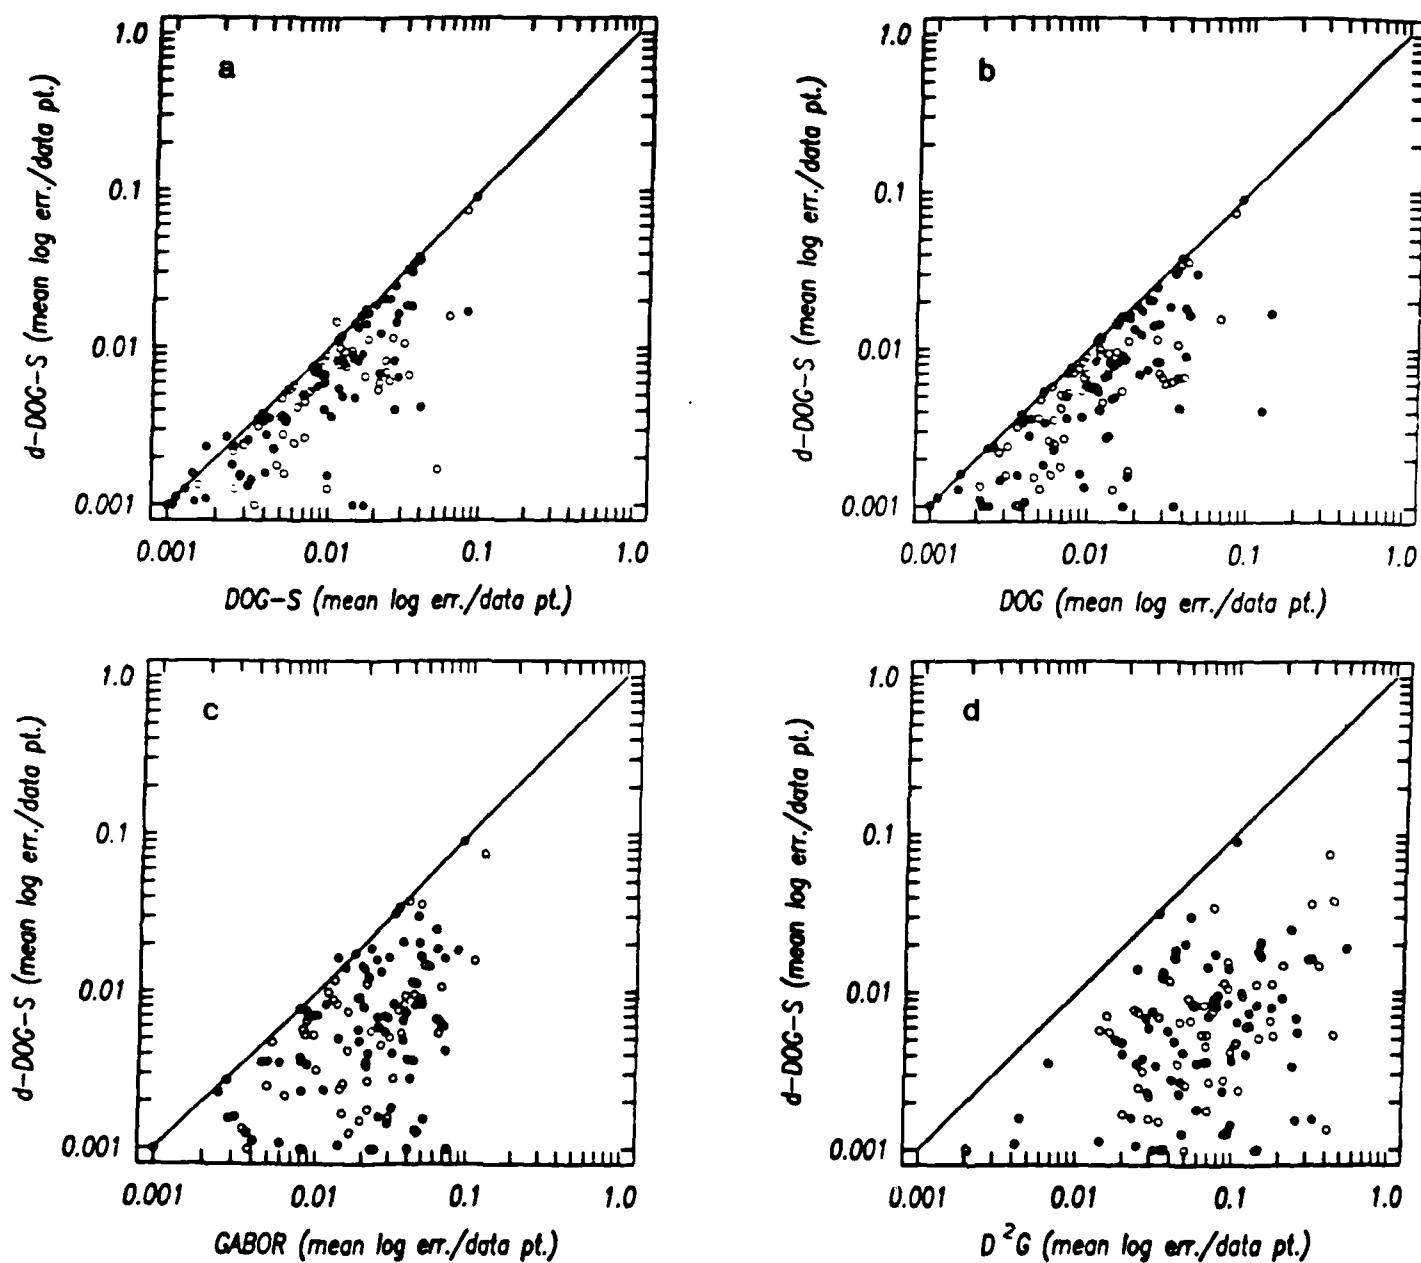 a
1.0
0.1
0.01
0.001
d-DOG-S (mean log err./data pt.)
0.001 0.01 0.1 1.0
DOG-S (mean log err./data pt.)
b
1.0
0.1
0.01
0.001
d-DOG-S (mean log err./data pt.)
0.001 0.01 0.1 1.0
DOG (mean log err./data pt.)
c
1.0
0.1
0.01
0.001
d-DOG-S (mean log err./data pt.)
0.001 0.01 0.1 1.0
GABOR (mean log err./data pt.)
d
1.0
0.1
0.01
0.001
d-DOG-S (mean log err./data pt.)
0.001 0.01 0.1 1.0
D²G (mean log err./data pt.)